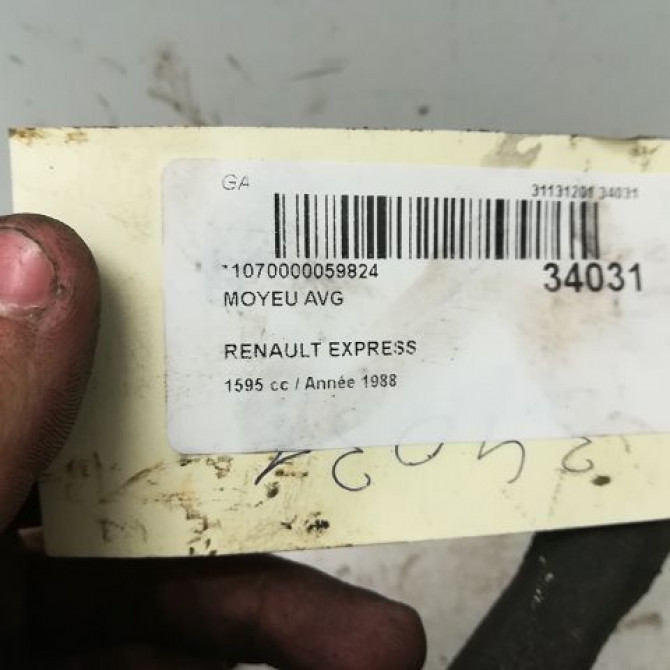 GA
31131201 34031
11070000059824
34031
MOYEU AVG
RENAULT EXPRESS
1595 cc / Année 1988